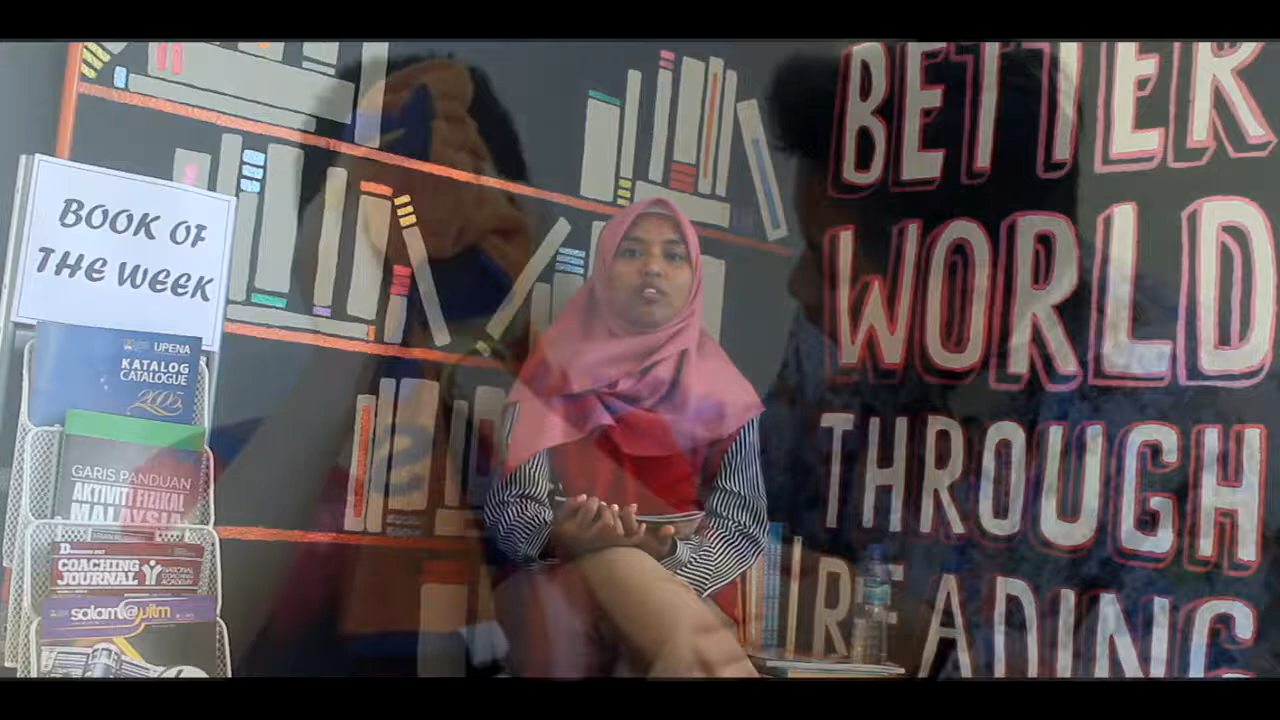 BETTER
WORLD
THROUGH
READING
BOOK OF
THE WEEK
UPENA
KATALOG
CATALOGUE
2005
GARIS PANDUAN
AKTIVITI FIZIKAL
MALAYSIA
COACHING
JOURNAL
NATIONAL
COACHING
ACADEMY
salam@uitm